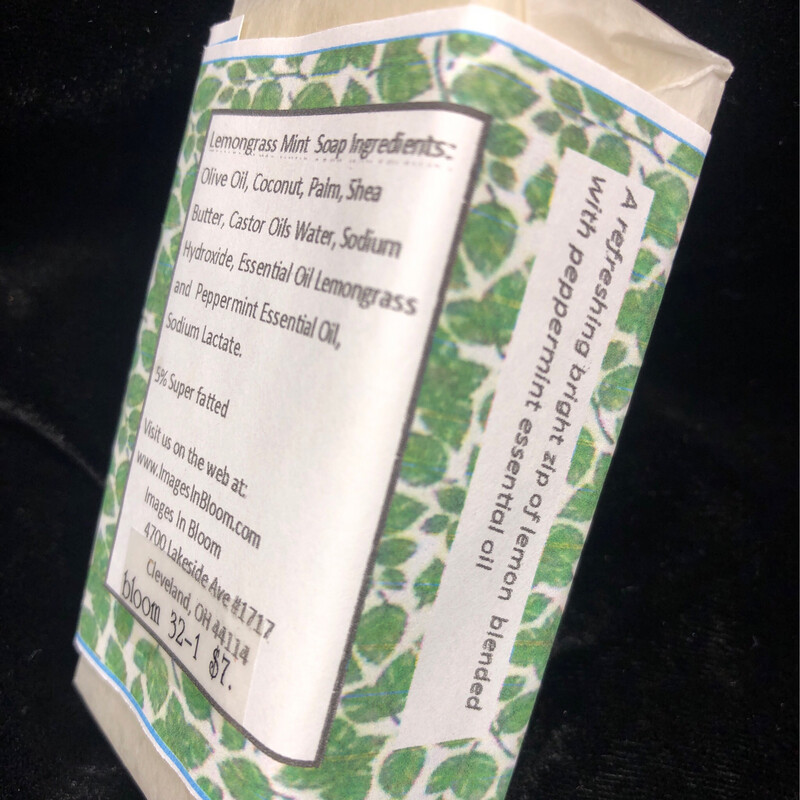 Lemongrass Mint Soap Ingredients:
Olive Oil, Coconut, Palm, Shea
Butter, Castor Oils Water, Sodium
Hydroxide, Essential Oil Lemongrass
and Peppermint Essential Oil,
Sodium Lactate.
5% Super fatted
Visit us on the web at:
www.ImagesInBloom.com
Images In Bloom
4700 Lakeside Ave #1717
Cleveland, OH 44114
bloom 32-1 $7.
A refreshing bright zip of lemon blended
with peppermint essential oil